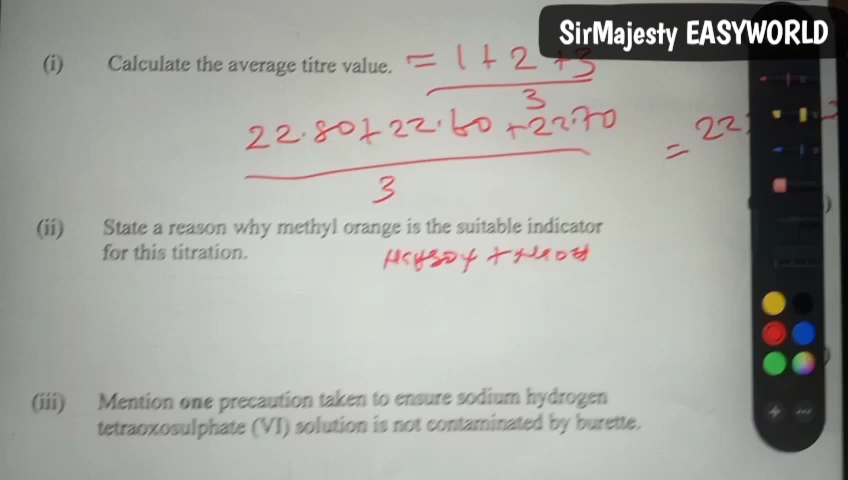 SirMajesty EASYWORLD
(i) Calculate the average titre value. = 1 + 2 + 3
3
22.80 + 22.60 + 22.70 = 22.
3
(ii) State a reason why methyl orange is the suitable indicator
for this titration.
(iii) Mention one precaution taken to ensure sodium hydrogen
tetraoxosulphate (VI) solution is not contaminated by burette.